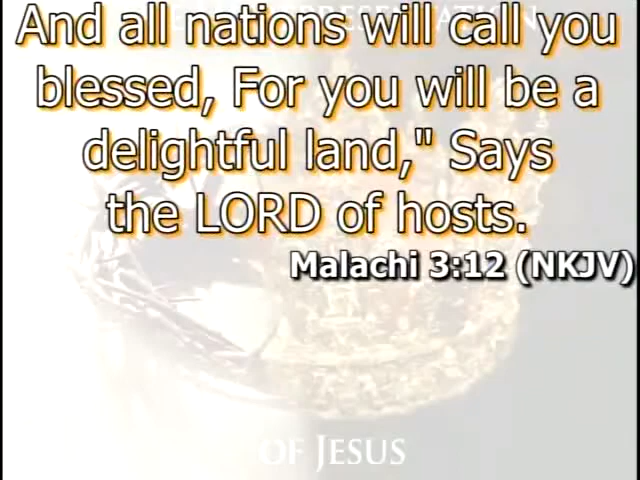 And all nations will call you
blessed, For you will be a
delightful land," Says
the LORD of hosts.
Malachi 3:12 (NKJV)
OF JESUS